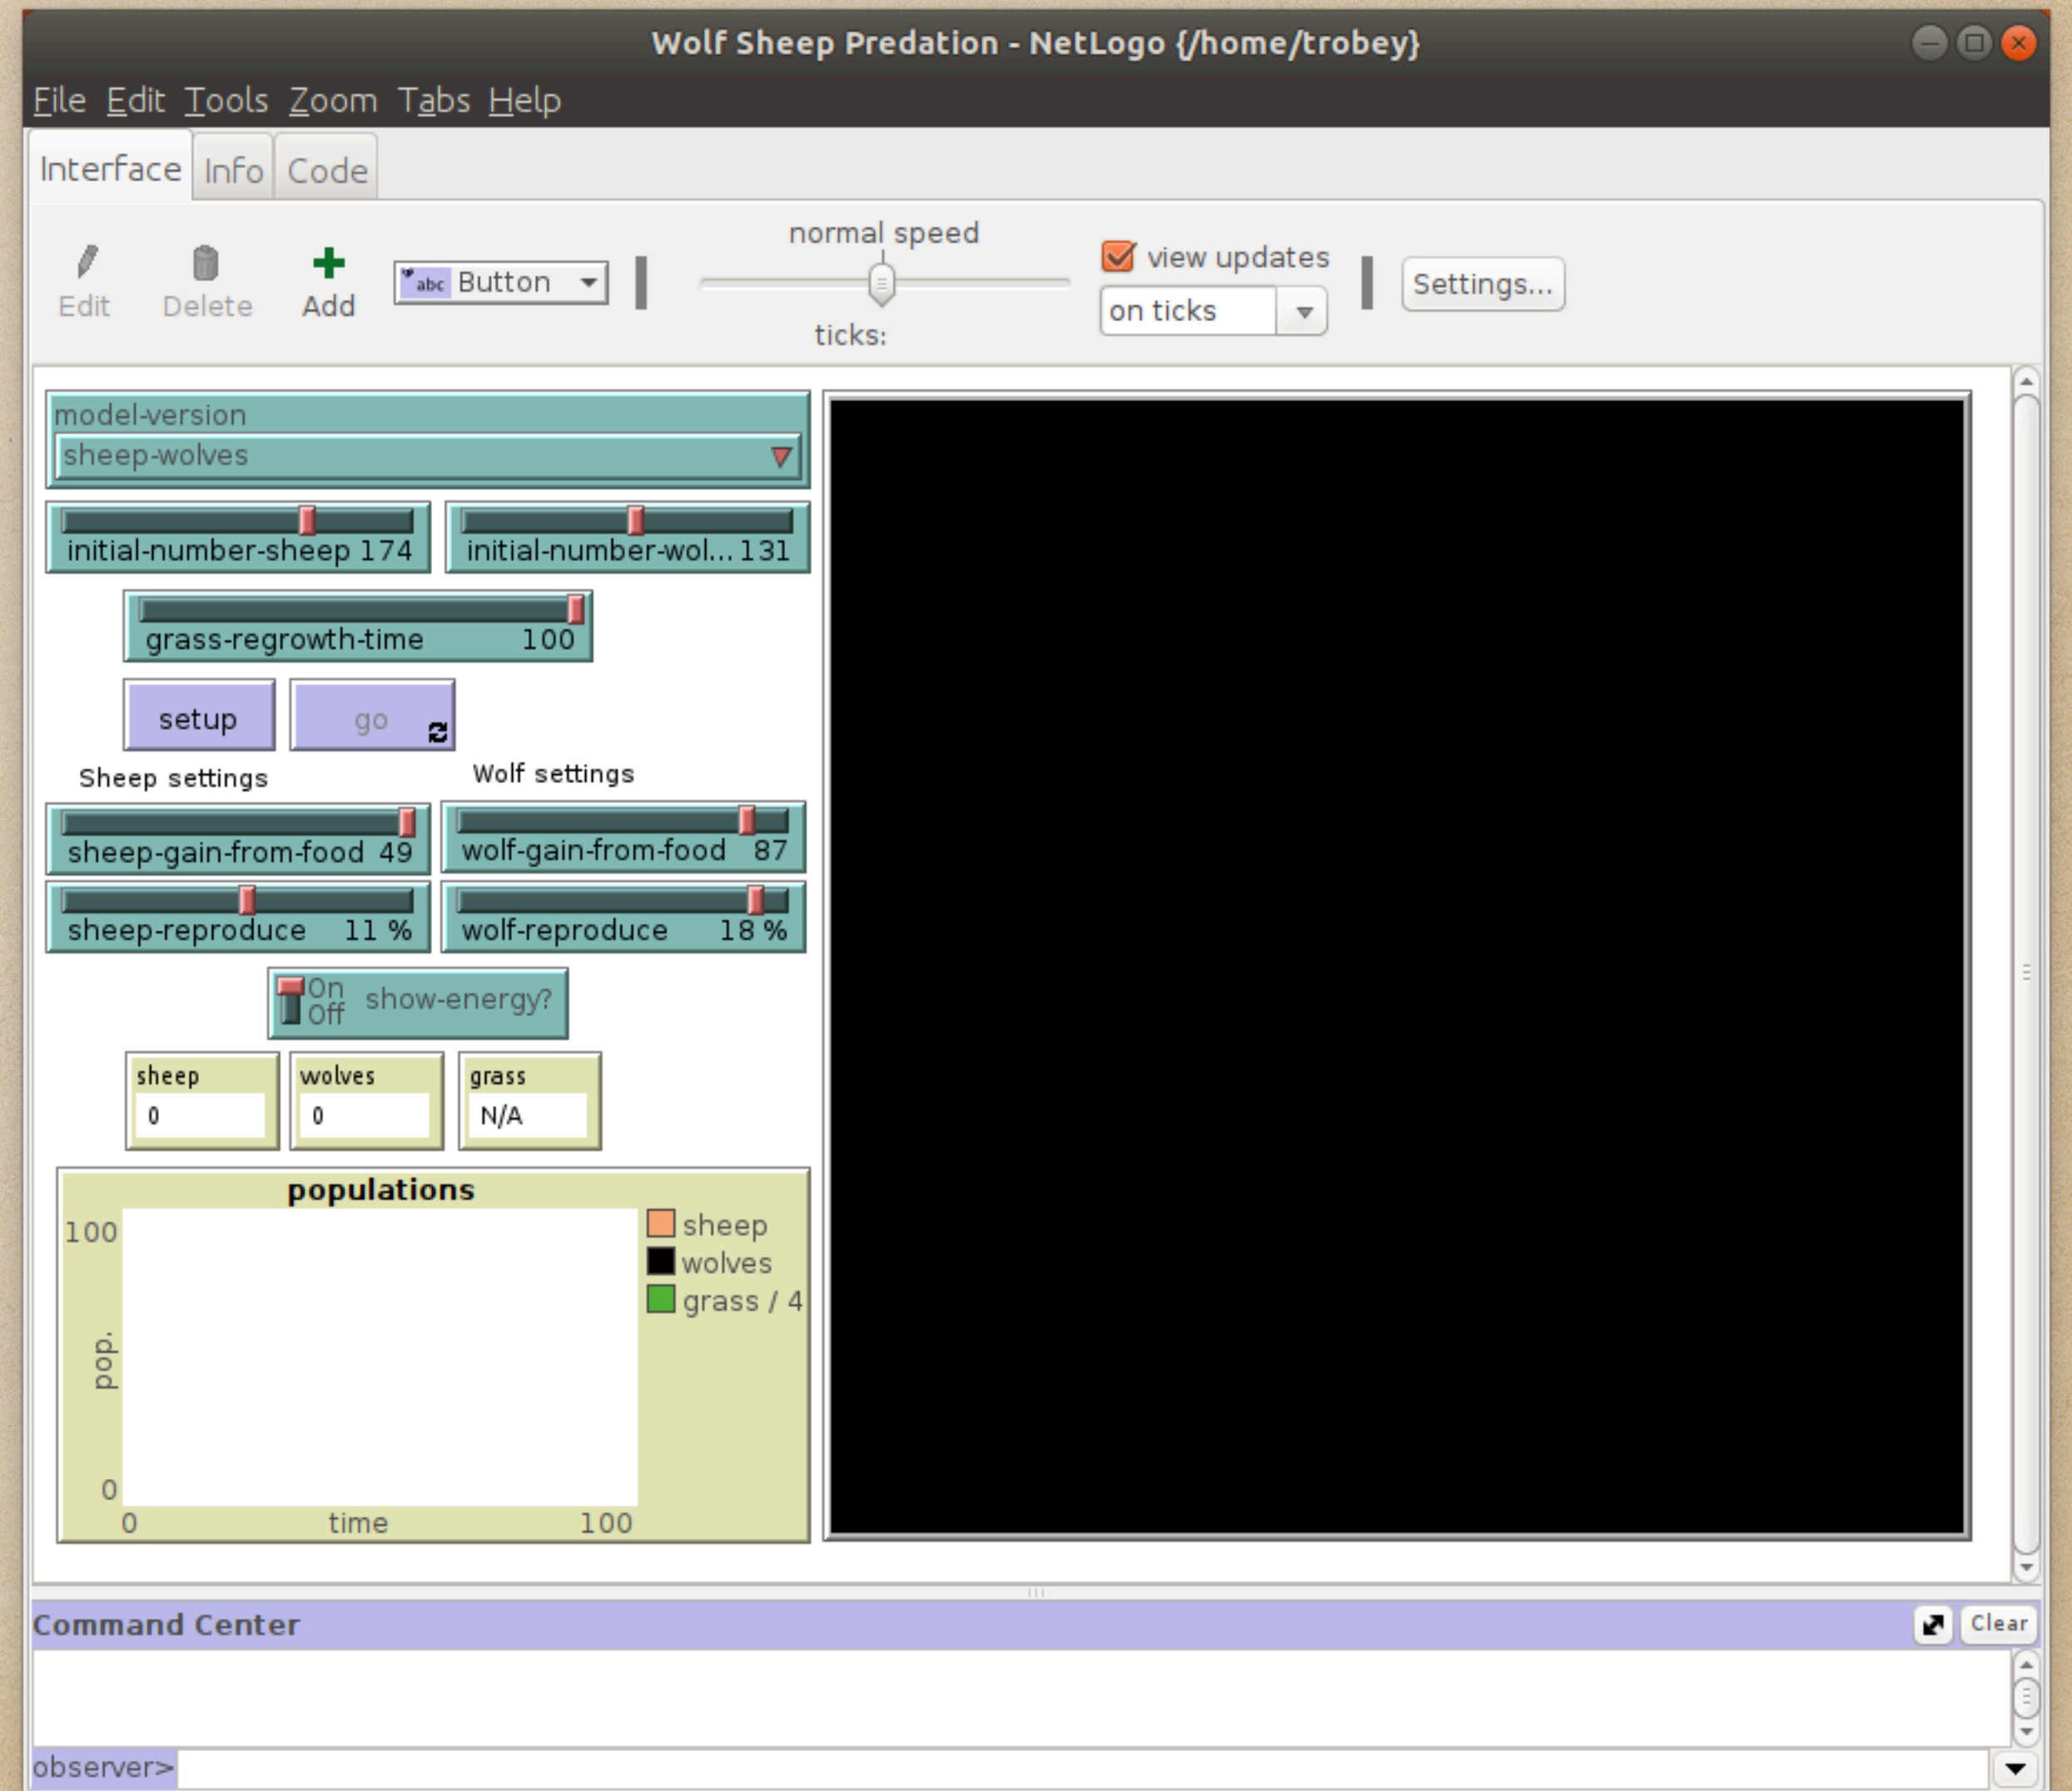 Wolf Sheep Predation - NetLogo {/home/trobey}
File Edit Tools Zoom Tabs Help
Interface Info Code
normal speed
Edit Delete Add abc Button view updates Settings...
on ticks
ticks:
model-version
sheep-wolves
initial-number-sheep 174 initial-number-wol... 131
grass-regrowth-time 100
setup go
Sheep settings Wolf settings
sheep-gain-from-food 49 wolf-gain-from-food 87
sheep-reproduce 11 % wolf-reproduce 18 %
On
Off show-energy?
sheep wolves grass
0 0 N/A
populations
100 sheep
wolves
grass / 4
pop.
0
0 time 100
Command Center Clear
observer>